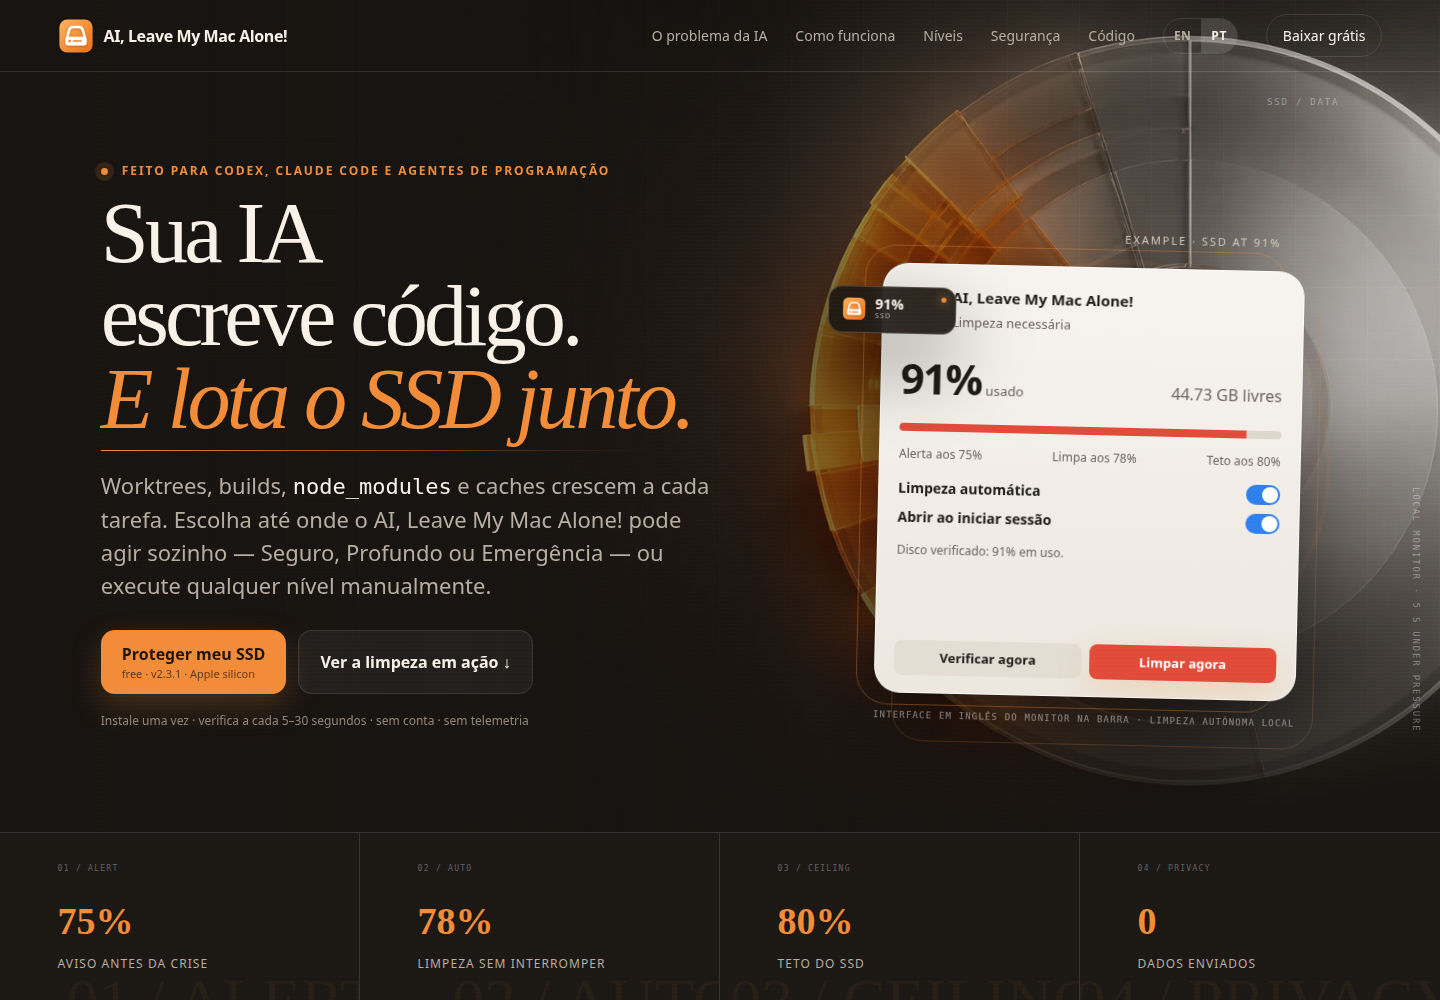 AI, Leave My Mac Alone!
O problema da IA
Como funciona
Níveis
Segurança
Código
EN
PT
Baixar grátis
SSD / DATA
FEITO PARA CODEX, CLAUDE CODE E AGENTES DE PROGRAMAÇÃO
Sua IA
escreve código.
E lota o SSD junto.
Worktrees, builds, node_modules e caches crescem a cada
tarefa. Escolha até onde o AI, Leave My Mac Alone! pode
agir sozinho — Seguro, Profundo ou Emergência — ou
execute qualquer nível manualmente.
Proteger meu SSD
free · v2.3.1 · Apple silicon
Ver a limpeza em ação ↓
Instale uma vez · verifica a cada 5–30 segundos · sem conta · sem telemetria
EXAMPLE · SSD AT 91%
91%
SSD
AI, Leave My Mac Alone!
Limpeza necessária
91% usado
44.73 GB livres
Alerta aos 75%
Limpa aos 78%
Teto aos 80%
Limpeza automática
Abrir ao iniciar sessão
Disco verificado: 91% em uso.
Verificar agora
Limpar agora
INTERFACE EM INGLÊS DO MONITOR NA BARRA · LIMPEZA AUTÔNOMA LOCAL
LOCAL MONITOR · 5 S UNDER PRESSURE
01 / ALERT
75%
AVISO ANTES DA CRISE
01 / ALERT
02 / AUTO
78%
LIMPEZA SEM INTERROMPER
02 / AUTO
03 / CEILING
80%
TETO DO SSD
03 / CEILING
04 / PRIVACY
0
DADOS ENVIADOS
04 / PRIVACY